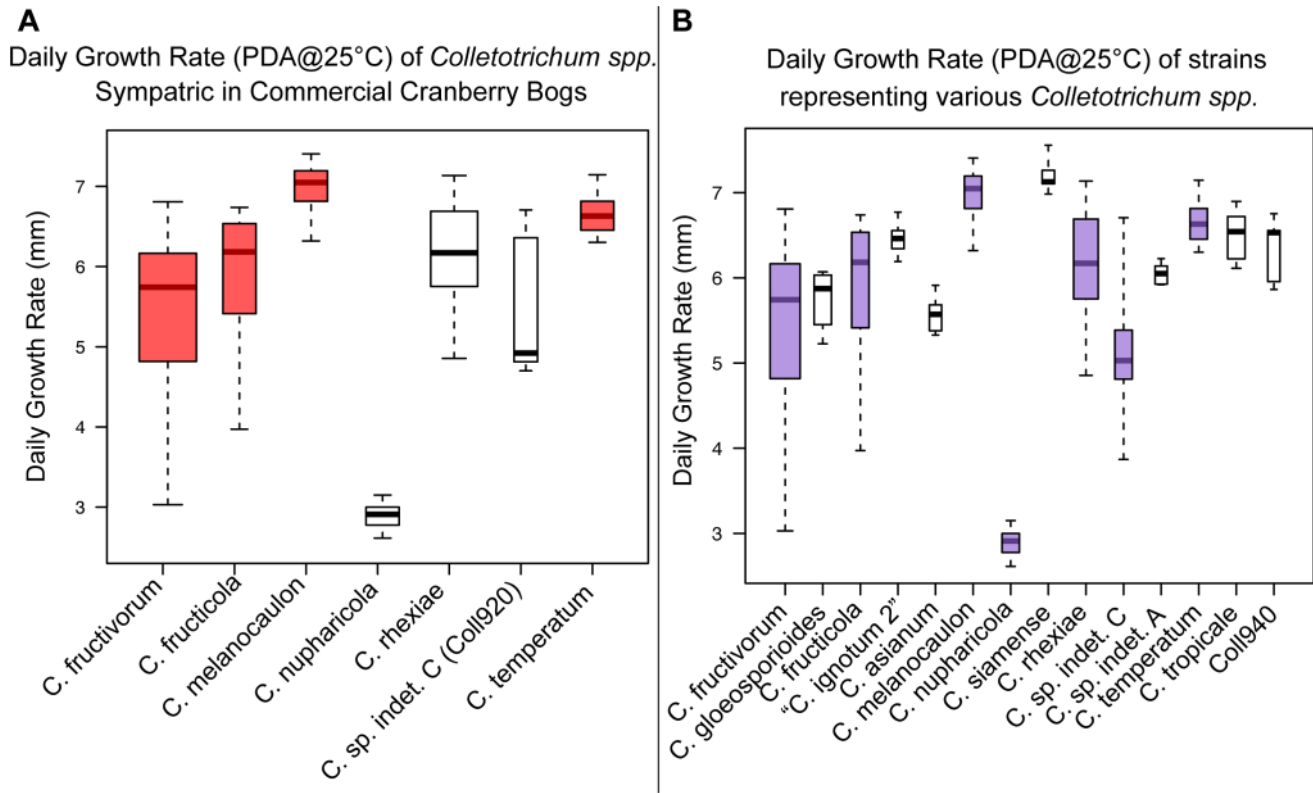 A
Daily Growth Rate (PDA@25°C) of Colletotrichum spp.
Sympatric in Commercial Cranberry Bogs
Daily Growth Rate (mm)
7
6
5
4
3
C. fructivorum
C. fructicola
C. melanocaulon
C. nupharicola
C. rhexiae
C. sp. indet. C (Coll920)
C. temperatum
B
Daily Growth Rate (PDA@25°C) of strains
representing various Colletotrichum spp.
Daily Growth Rate (mm)
7
6
5
4
3
C. fructivorum
C. gloeosporioides
C. fructicola
“C. ignotum 2”
C. asianum
C. melanocaulon
C. nupharicola
C. siamense
C. rhexiae
C. sp. indet. C
C. sp. indet. A
C. temperatum
C. tropicale
Coll940